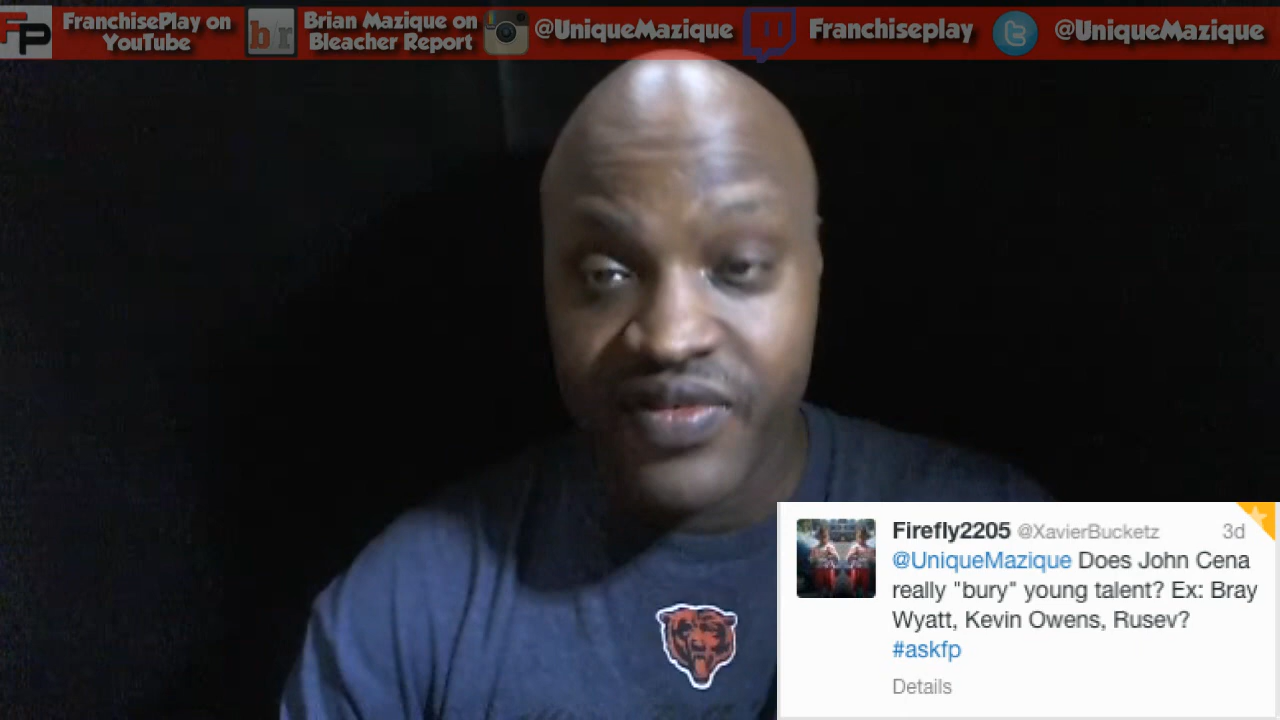 FP
FranchisePlay on
YouTube
br
Brian Mazique on
Bleacher Report
@UniqueMazique
Franchiseplay
@UniqueMazique
Firefly2205 @XavierBucketz 3d
@UniqueMazique Does John Cena
really "bury" young talent? Ex: Bray
Wyatt, Kevin Owens, Rusev?
#askfp
Details